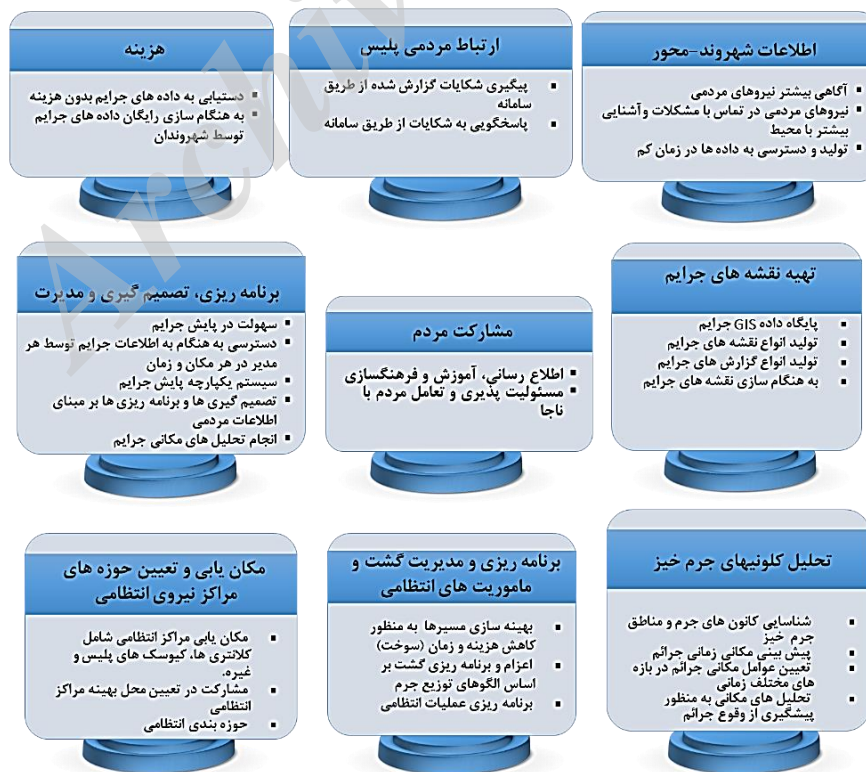 اطلاعات شهروند-محور
آگاهی بیشتر نیروهای مردمی
نیروهای مردمی در تماس با مشکلات و آشنایی
بیشتر با محیط
تولید و دسترسی به داده ها در زمان کم
ارتباط مردمی پلیس
پیگیری شکایات گزارش شده از طریق
سامانه
پاسخگویی به شکایات از طریق سامانه
هزینه
دستیابی به داده های جرایم بدون هزینه
به هنگام سازی رایگان داده های جرایم
توسط شهروندان
تهیه نقشه های جرایم
پایگاه داده GIS جرایم
تولید انواع نقشه های جرایم
تولید انواع گزارش های جرایم
به هنگام سازی نقشه های جرایم
مشارکت مردم
اطلاع رسانی، آموزش و فرهنگسازی
مسئولیت پذیری و تعامل مردم با
ناجا
برنامه ریزی، تصمیم گیری و مدیرت
سهولت در پایش جرایم
دسترسی به هنگام به اطلاعات جرایم توسط هر
مدیر در هر مکان و زمان
سیستم یکپارچه پایش جرایم
تصمیم گیری ها و برنامه ریزی ها بر مبنای
اطلاعات مردمی
انجام تحلیل های مکانی جرایم
تحلیل کلونیهای جرم خیز
شناسایی کانون های جرم و مناطق
جرم خیز
پیش بینی مکانی زمانی جرائم
تعیین عوامل مکانی جرائم در بازه
های مختلف زمانی
تحلیل های مکانی به منظور
پیشگیری از وقوع جرائم
برنامه ریزی و مدیریت گشت و
ماموریت های انتظامی
بهینه سازی مسیرها به منظور
کاهش هزینه و زمان (سوخت)
اعزام و برنامه ریزی گشت بر
اساس الگوهای توزیع جرم
برنامه ریزی عملیات انتظامی
مکان یابی و تعیین حوزه های
مراکز نیروی انتظامی
مکان یابی مراکز انتظامی شامل
کلانتری ها، کیوسک های پلیس و
غیره.
مشارکت در تعیین محل بهینه مراکز
انتظامی
حوزه بندی انتظامی
Archiv